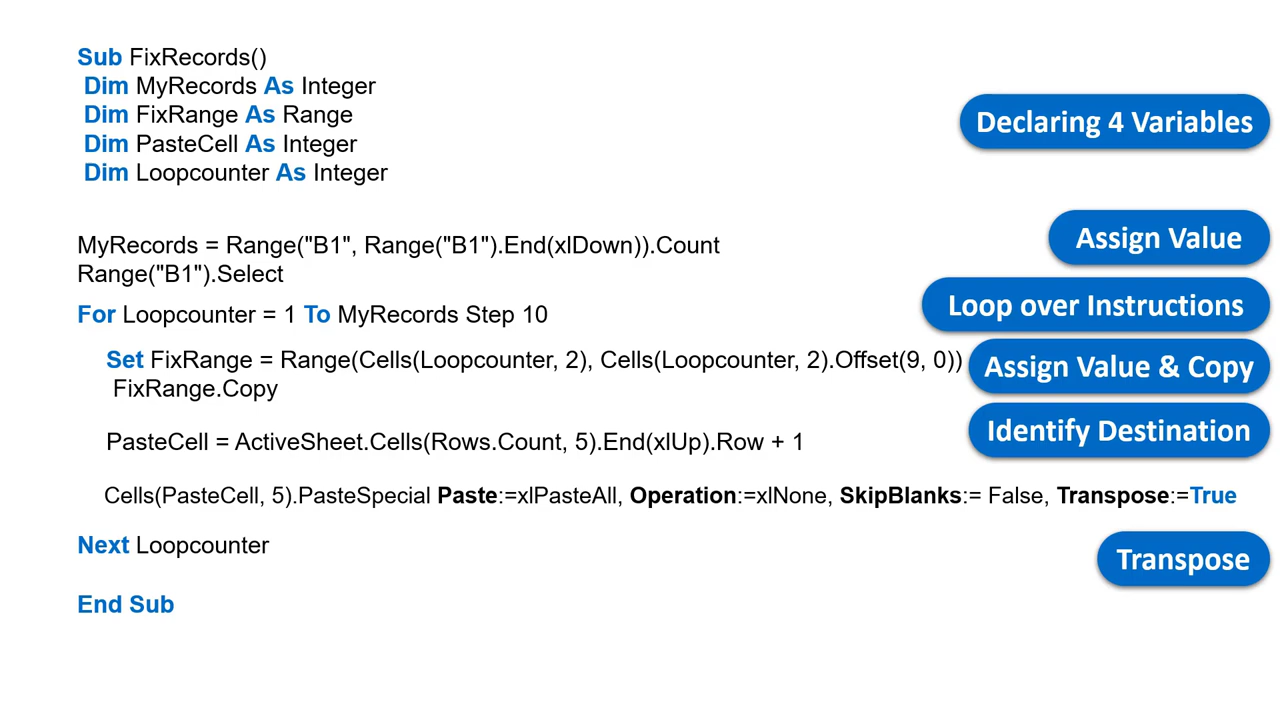 Sub FixRecords()
Dim MyRecords As Integer
Dim FixRange As Range
Dim PasteCell As Integer
Dim Loopcounter As Integer
Declaring 4 Variables
MyRecords = Range("B1", Range("B1").End(xlDown)).Count
Range("B1").Select
Assign Value
For Loopcounter = 1 To MyRecords Step 10
Loop over Instructions
Set FixRange = Range(Cells(Loopcounter, 2), Cells(Loopcounter, 2).Offset(9, 0))
FixRange.Copy
Assign Value & Copy
PasteCell = ActiveSheet.Cells(Rows.Count, 5).End(xlUp).Row + 1
Identify Destination
Cells(PasteCell, 5).PasteSpecial Paste:=xlPasteAll, Operation:=xlNone, SkipBlanks:= False, Transpose:=True
Next Loopcounter
Transpose
End Sub